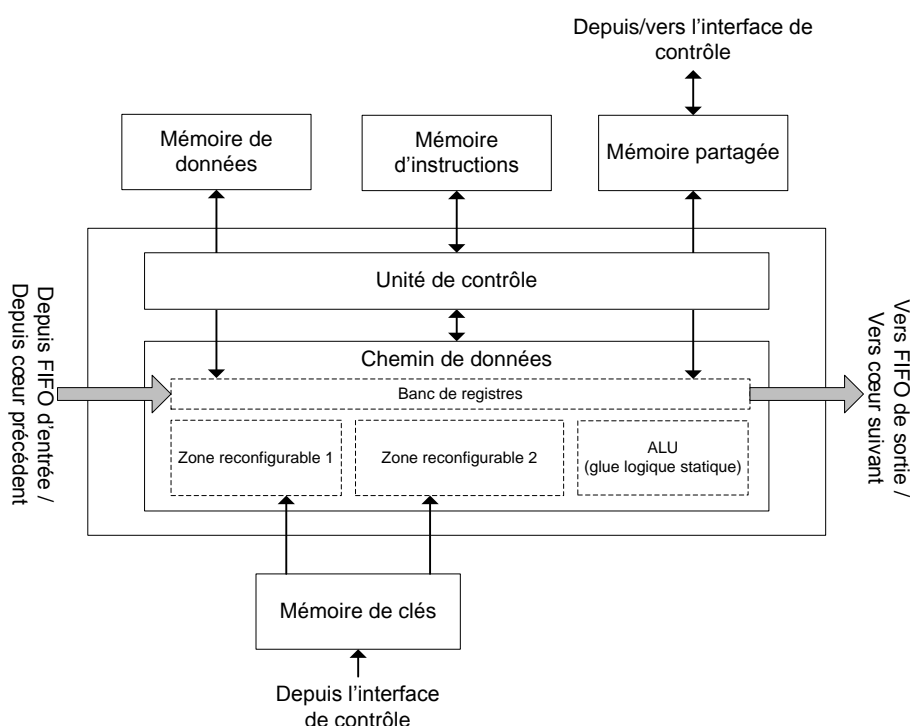 Depuis/vers l'interface de
contrôle
Mémoire de
données
Mémoire
d'instructions
Mémoire partagée
Unité de contrôle
Depuis FIFO d'entrée /
Depuis cœur précédent
Chemin de données
Banc de registres
Zone reconfigurable 1
Zone reconfigurable 2
ALU
(glue logique statique)
Vers FIFO de sortie /
Vers cœur suivant
Mémoire de clés
Depuis l'interface
de contrôle